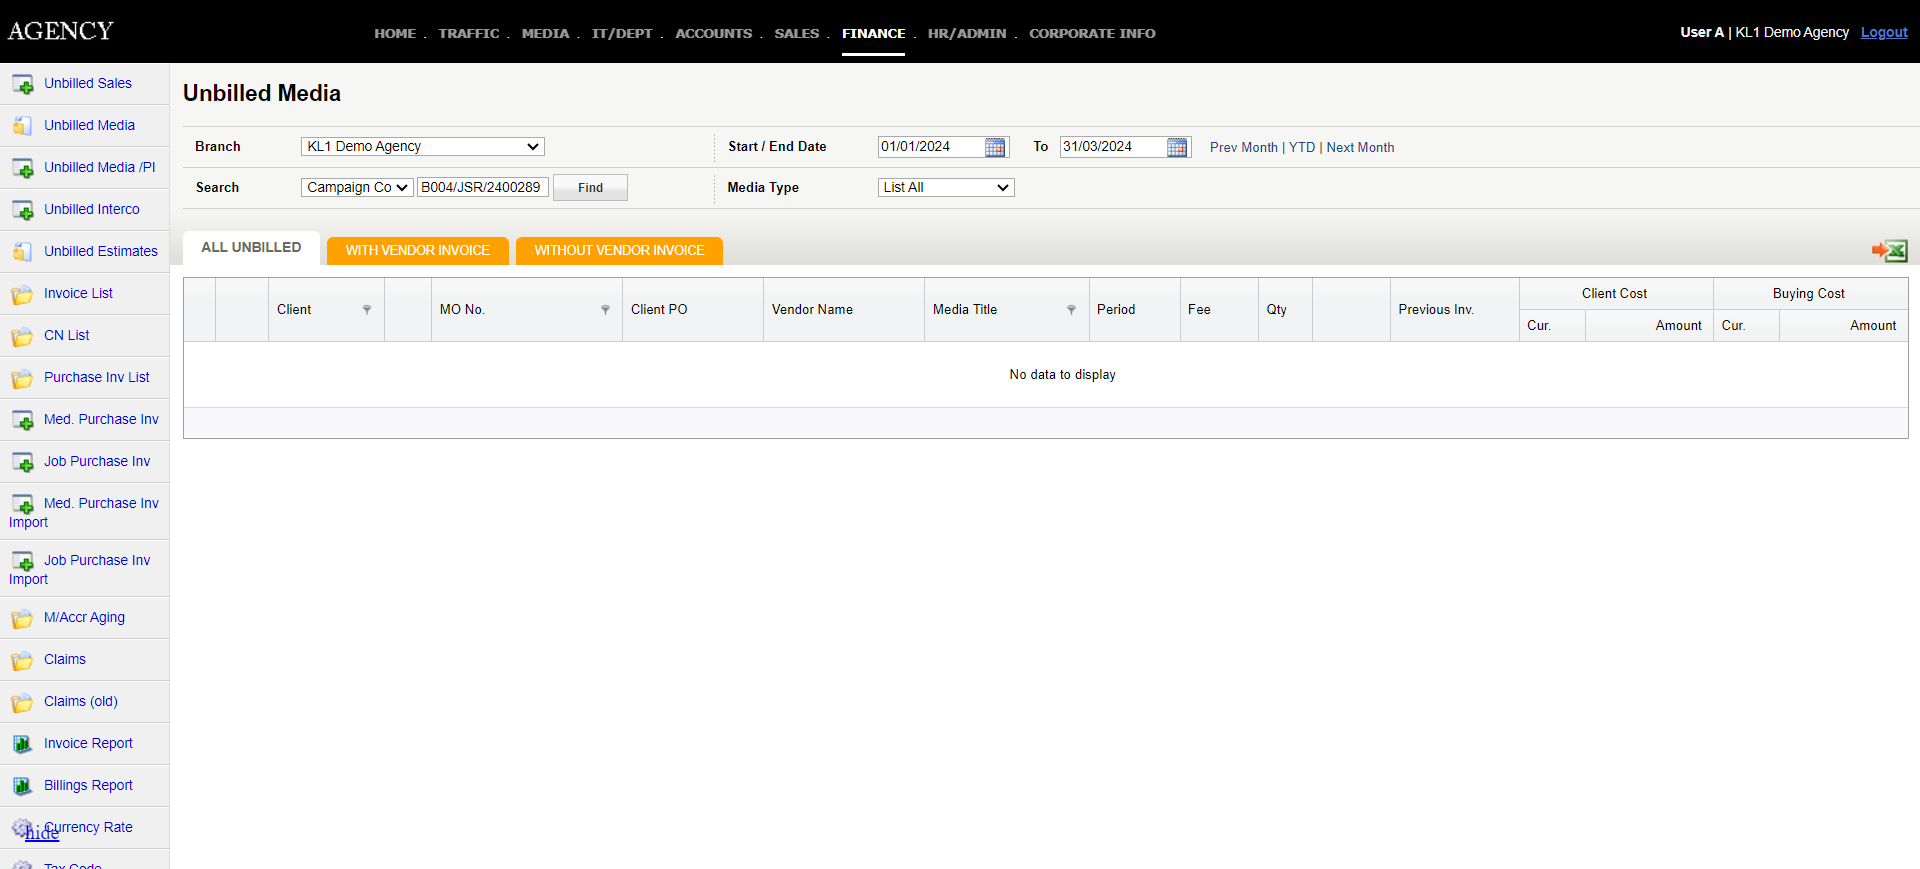 AGENCY
HOME . TRAFFIC . MEDIA . IT/DEPT . ACCOUNTS . SALES . FINANCE . HR/ADMIN . CORPORATE INFO
User A | KL1 Demo Agency Logout
Unbilled Sales
Unbilled Media
Unbilled Media /PI
Unbilled Interco
Unbilled Estimates
Invoice List
CN List
Purchase Inv List
Med. Purchase Inv
Job Purchase Inv
Med. Purchase Inv
Import
Job Purchase Inv
Import
M/Accr Aging
Claims
Claims (old)
Invoice Report
Billings Report
Currency Rate
hide
Tax Code
Unbilled Media
Branch KL1 Demo Agency Start / End Date 01/01/2024 To 31/03/2024 Prev Month | YTD | Next Month
Search Campaign Co B004/JSR/2400289 Find Media Type List All
ALL UNBILLED WITH VENDOR INVOICE WITHOUT VENDOR INVOICE
Client MO No. Client PO Vendor Name Media Title Period Fee Qty Previous Inv. Client Cost Buying Cost
Cur. Amount Cur. Amount
No data to display